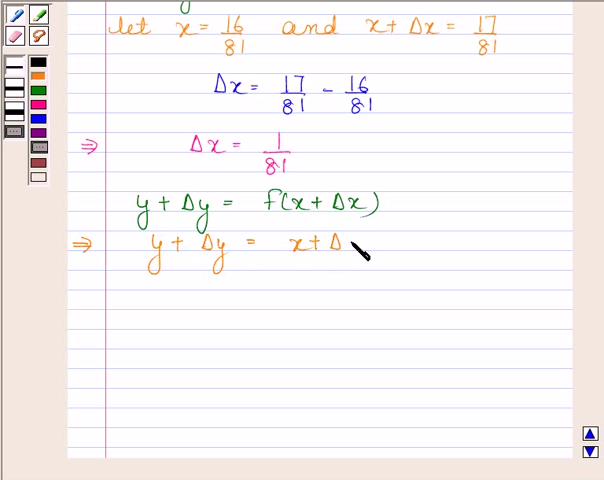 let x = 16/81 and x + Δx = 17/81
Δx = 17/81 - 16/81
⇒ Δx = 1/81
y + Δy = f(x + Δx)
⇒ y + Δy = x + Δ